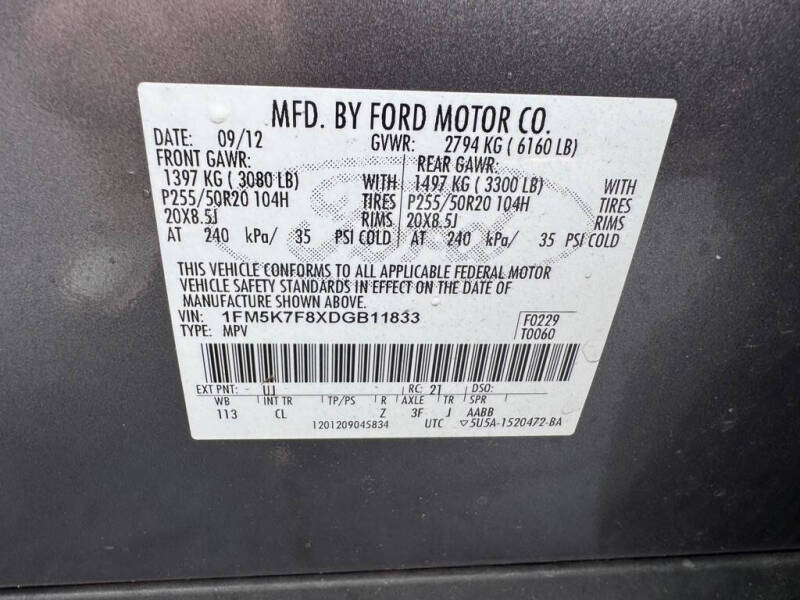 MFD. BY FORD MOTOR CO.
DATE: 09/12 GVWR: 2794 KG ( 6160 LB)
FRONT GAWR: REAR GAWR:
1397 KG ( 3080 LB) WITH 1497 KG ( 3300 LB) WITH
P255/50R20 104H TIRES P255/50R20 104H TIRES
20X8.5J RIMS 20X8.5J RIMS
AT 240 kPa/ 35 PSI COLD AT 240 kPa/ 35 PSI COLD
THIS VEHICLE CONFORMS TO ALL APPLICABLE FEDERAL MOTOR
VEHICLE SAFETY STANDARDS IN EFFECT ON THE DATE OF
MANUFACTURE SHOWN ABOVE.
VIN: 1FM5K7F8XDGB11833 F0229
TYPE: MPV T0060
EXT PNT: UJ RC: 21 DSO:
WB INT TR TP/PS R AXLE TR SPR
113 CL Z 3F J AABB
1201209045834 UTC ▽5U5A-1520472-BA